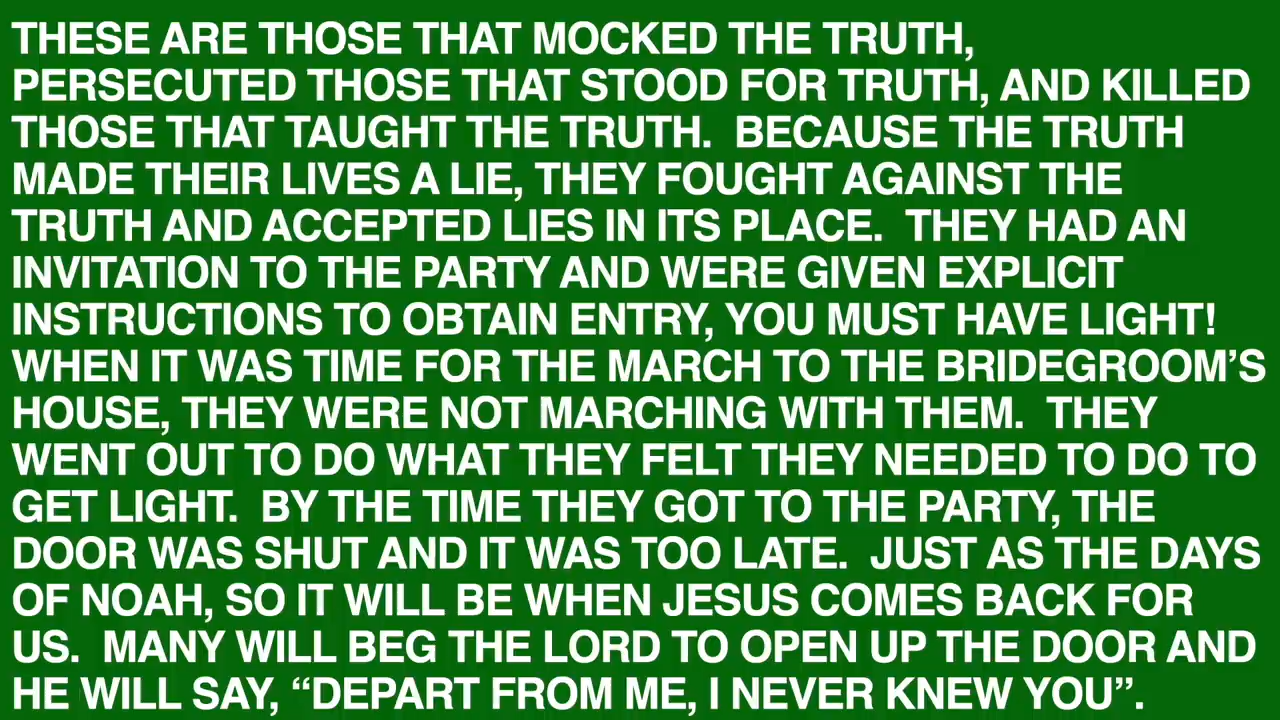 THESE ARE THOSE THAT MOCKED THE TRUTH,
PERSECUTED THOSE THAT STOOD FOR TRUTH, AND KILLED
THOSE THAT TAUGHT THE TRUTH.  BECAUSE THE TRUTH
MADE THEIR LIVES A LIE, THEY FOUGHT AGAINST THE
TRUTH AND ACCEPTED LIES IN ITS PLACE.  THEY HAD AN
INVITATION TO THE PARTY AND WERE GIVEN EXPLICIT
INSTRUCTIONS TO OBTAIN ENTRY, YOU MUST HAVE LIGHT!
WHEN IT WAS TIME FOR THE MARCH TO THE BRIDEGROOM’S
HOUSE, THEY WERE NOT MARCHING WITH THEM.  THEY
WENT OUT TO DO WHAT THEY FELT THEY NEEDED TO DO TO
GET LIGHT.  BY THE TIME THEY GOT TO THE PARTY, THE
DOOR WAS SHUT AND IT WAS TOO LATE.  JUST AS THE DAYS
OF NOAH, SO IT WILL BE WHEN JESUS COMES BACK FOR
US.  MANY WILL BEG THE LORD TO OPEN UP THE DOOR AND
HE WILL SAY, “DEPART FROM ME, I NEVER KNEW YOU”.